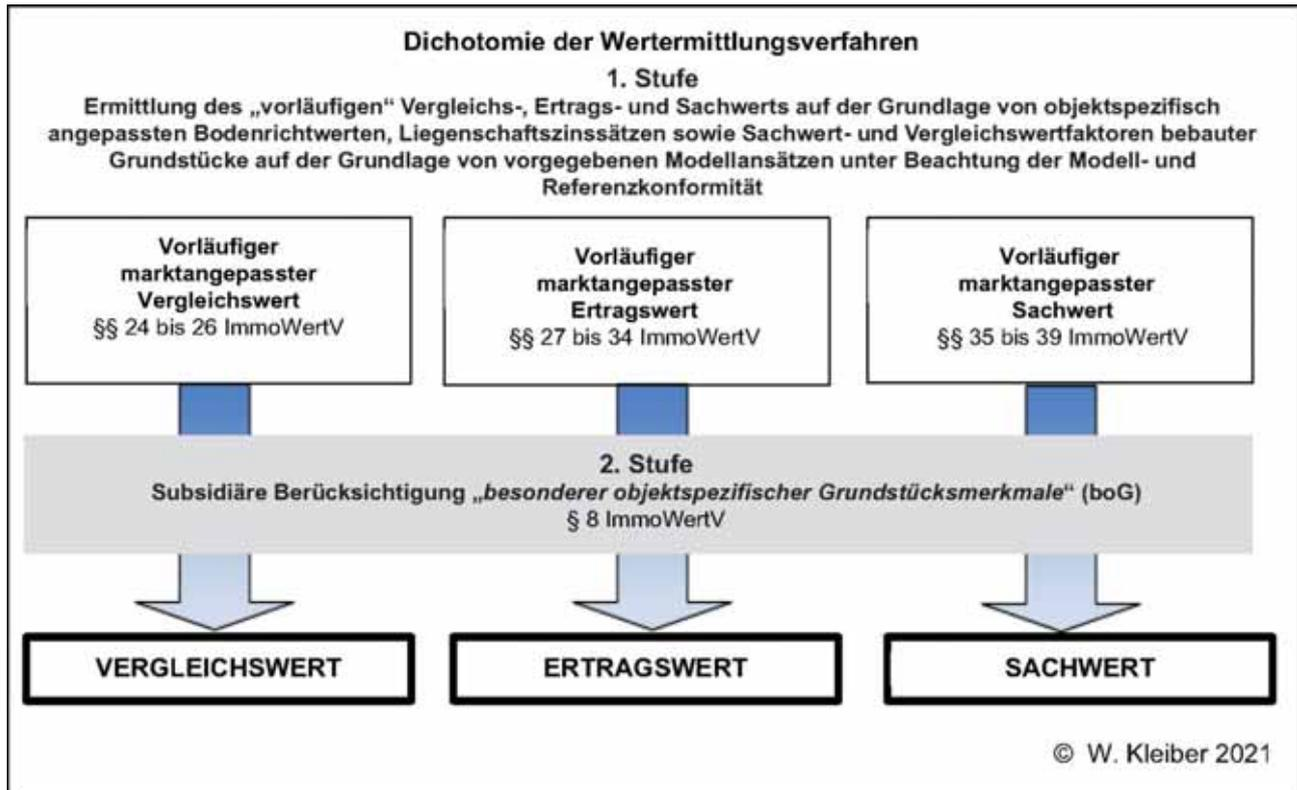 Dichotomie der Wertermittlungsverfahren
1. Stufe
Ermittlung des „vorläufigen“ Vergleichs-, Ertrags- und Sachwerts auf der Grundlage von objektspezifisch
angepassten Bodenrichtwerten, Liegenschaftszinssätzen sowie Sachwert- und Vergleichswertfaktoren bebauter
Grundstücke auf der Grundlage von vorgegebenen Modellansätzen unter Beachtung der Modell- und
Referenzkonformität
Vorläufiger
marktangepasster
Vergleichswert
§§ 24 bis 26 ImmoWertV
Vorläufiger
marktangepasster
Ertragswert
§§ 27 bis 34 ImmoWertV
Vorläufiger
marktangepasster
Sachwert
§§ 35 bis 39 ImmoWertV
2. Stufe
Subsidiäre Berücksichtigung „besonderer objektspezifischer Grundstücksmerkmale“ (boG)
§ 8 ImmoWertV
VERGLEICHSWERT
ERTRAGSWERT
SACHWERT
© W. Kleiber 2021